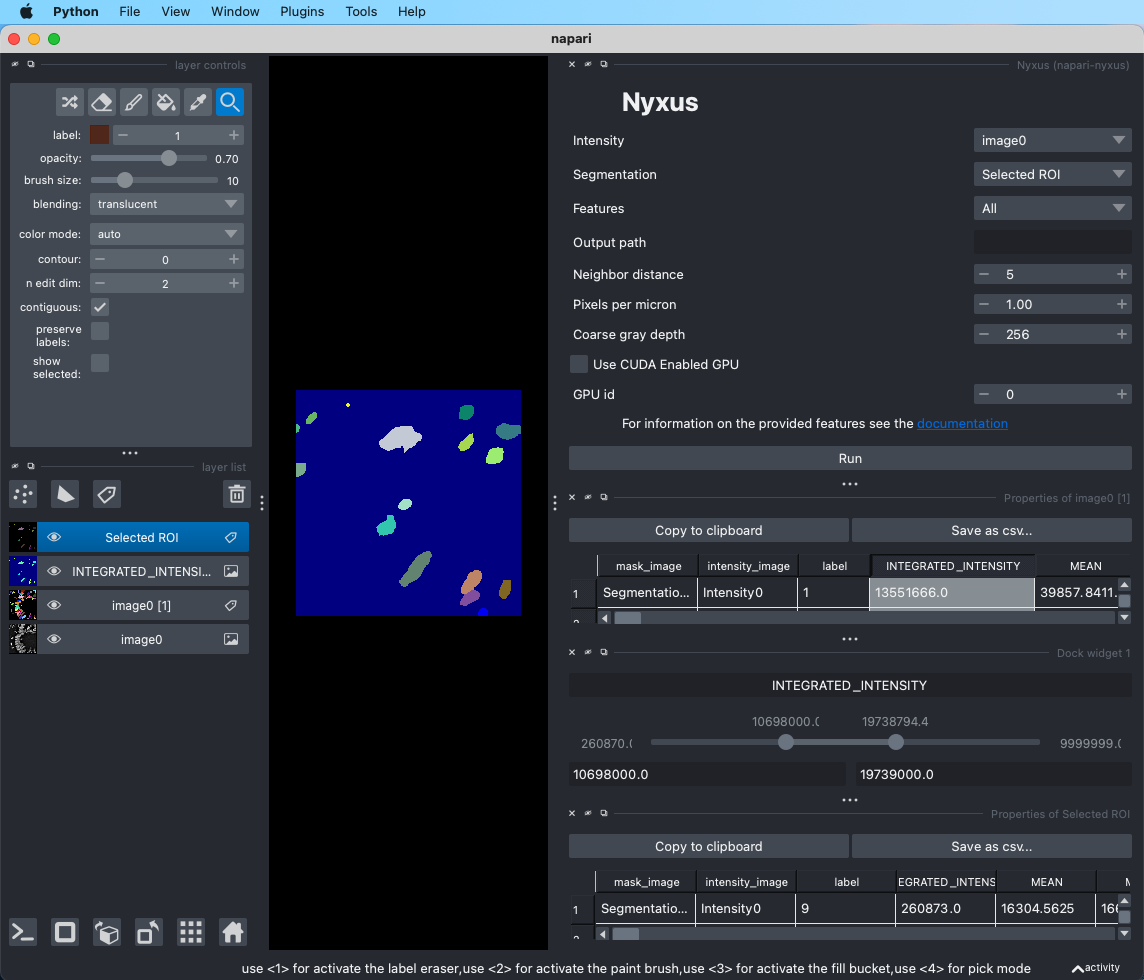 Python File View Window Plugins Tools Help
napari
layer controls
label: 1
opacity: 0.70
brush size: 10
blending: translucent
color mode: auto
contour: 0
n edit dim: 2
contiguous:
preserve
labels:
show
selected:
layer list
Selected ROI
INTEGRATED_INTENSI...
image0 [1]
image0
Nyxus (napari-nyxus)
Nyxus
Intensity image0
Segmentation Selected ROI
Features All
Output path
Neighbor distance 5
Pixels per micron 1.00
Coarse gray depth 256
Use CUDA Enabled GPU
GPU id 0
For information on the provided features see the documentation
Run
Properties of image0 [1]
Copy to clipboard Save as csv...
mask_image intensity_image label INTEGRATED_INTENSITY MEAN
1 Segmentatio... Intensity0 1 13551666.0 39857.8411.
Dock widget 1
INTEGRATED_INTENSITY
10698000.0 19738794.4
260870.0 9999999.0
10698000.0 19739000.0
Properties of Selected ROI
Copy to clipboard Save as csv...
mask_image intensity_image label EGRATED_INTENS MEAN
1 Segmentatio... Intensity0 9 260873.0 16304.5625
use <1> for activate the label eraser,use <2> for activate the paint brush,use <3> for activate the fill bucket,use <4> for pick mode
activity